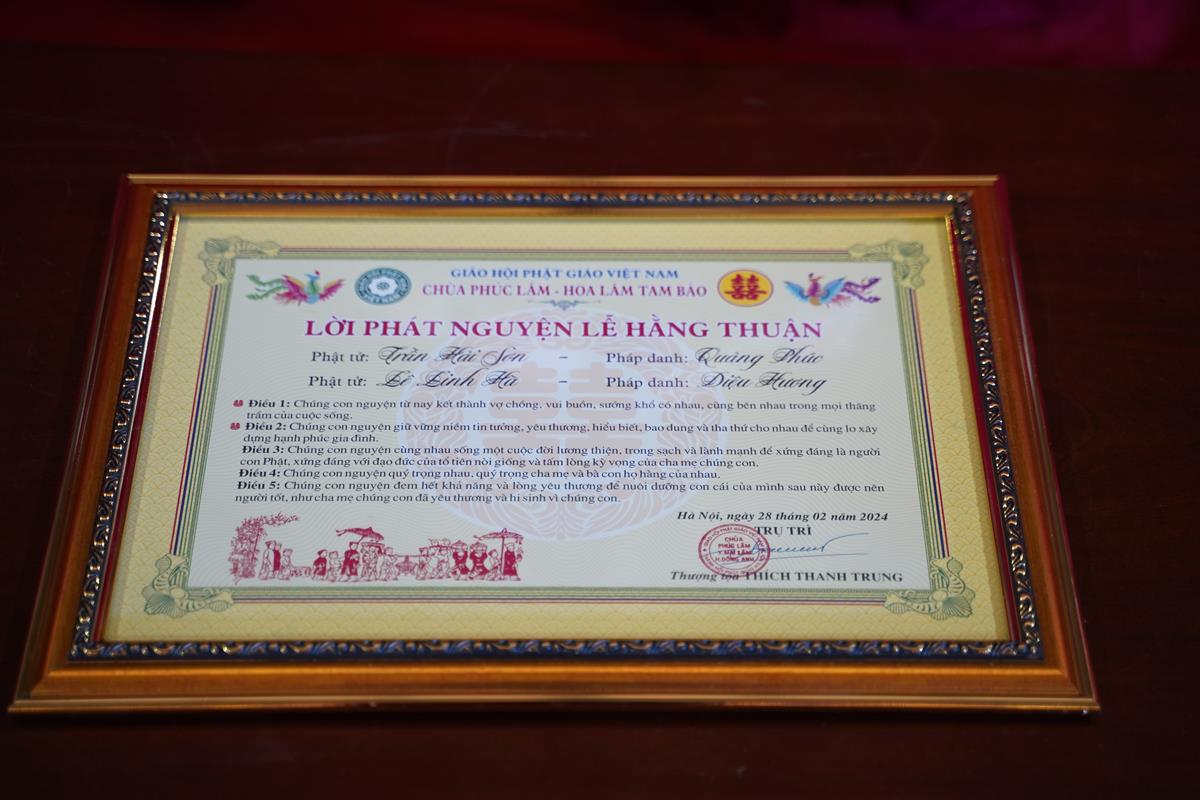 GIÁO HỘI PHẬT GIÁO VIỆT NAM
CHÙA PHÚC LÂM - HOA LÂM TAM BẢO
LỜI PHÁT NGUYỆN LỄ HẰNG THUẬN
Phật tử: Trần Hải Sơn - Pháp danh: Quảng Phúc
Phật tử: Lê Linh Hà - Pháp danh: Diệu Hương
Điều 1: Chúng con nguyện từ nay kết thành vợ chồng, vui buồn, sướng khổ có nhau, cùng bên nhau trong mọi thăng
trầm của cuộc sống.
Điều 2: Chúng con nguyện giữ vững niềm tin tưởng, yêu thương, hiểu biết, bao dung và tha thứ cho nhau để cùng lo xây
dựng hạnh phúc gia đình.
Điều 3: Chúng con nguyện cùng nhau sống một cuộc đời lương thiện, trong sạch và lành mạnh để xứng đáng là người
con Phật, xứng đáng với đạo đức của tổ tiên nòi giống và tấm lòng kỳ vọng của cha mẹ chúng con.
Điều 4: Chúng con nguyện quý trọng nhau, quý trọng cha mẹ và bà con họ hàng của nhau.
Điều 5: Chúng con nguyện đem hết khả năng và lòng yêu thương để nuôi dưỡng con cái của mình sau này được nên
người tốt, như cha mẹ chúng con đã yêu thương và hi sinh vì chúng con.
Hà Nội, ngày 28 tháng 02 năm 2024
TRỤ TRÌ
CHÙA
PHÚC LÂM
X.MAI LÂM
H.ĐÔNG ANH
Thượng tọa THÍCH THANH TRUNG